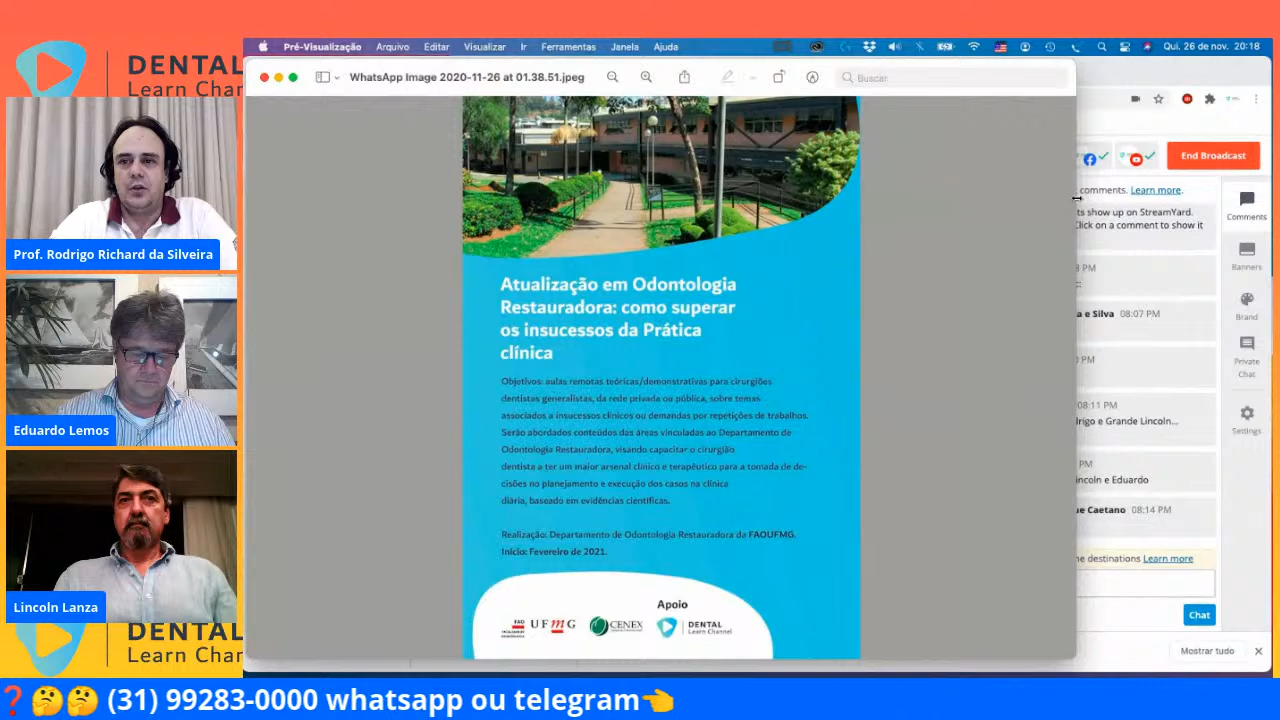 DENTAL
Learn Channel
Prof. Rodrigo Richard da Silveira
Eduardo Lemos
Lincoln Lanza
DENTAL
Learn Chan
Pré-Visualização Arquivo Editar Visualizar Ir Ferramentas Janela Ajuda Qui. 26 de nov. 20:18
WhatsApp Image 2020-11-26 at 01.38.51.jpeg
Buscar
Atualização em Odontologia
Restauradora: como superar
os insucessos da Prática
clínica
Objetivos: aulas remotas teóricas/demonstrativas para cirurgiões
dentistas generalistas, da rede privada ou pública, sobre temas
associados a insucessos clínicos ou demandas por repetições de trabalhos.
Serão abordados conteúdos das áreas vinculadas ao Departamento de
Odontologia Restauradora, visando capacitar o cirurgião
dentista a ter um maior arsenal clínico e terapêutico para a tomada de de-
cisões no planejamento e execução dos casos na clínica
diária, baseado em evidências científicas.
Realização: Departamento de Odontologia Restauradora da FAOUFMG.
Início: Fevereiro de 2021.
Apoio
FAO
UFMG
CENEX
DENTAL
Learn Channel
End Broadcast
comments. Learn more.
ts show up on StreamYard.
Click on a comment to show it
PM
a e Silva 08:07 PM
PM
08:11 PM
rigo e Grande Lincoln...
PM
incoln e Eduardo
ue Caetano 08:14 PM
ne destinations Learn more
Chat
Comments
Banners
Brand
Private
Chat
Settings
Mostrar tudo
❓🤔🤔 (31) 99283-0000 whatsapp ou telegram👈